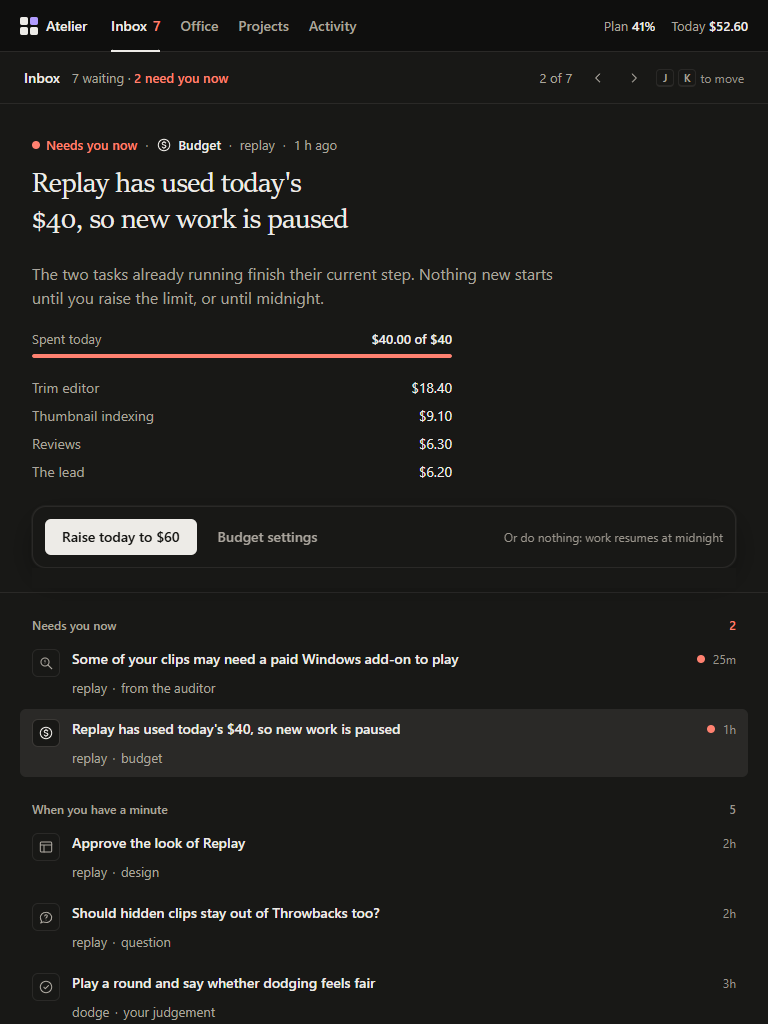 Atelier Inbox 7 Office Projects Activity Plan 41% Today $52.60
Inbox 7 waiting · 2 need you now 2 of 7 J K to move
Needs you now · Budget · replay · 1 h ago
Replay has used today's
$40, so new work is paused
The two tasks already running finish their current step. Nothing new starts
until you raise the limit, or until midnight.
Spent today $40.00 of $40
Trim editor $18.40
Thumbnail indexing $9.10
Reviews $6.30
The lead $6.20
Raise today to $60 Budget settings Or do nothing: work resumes at midnight
Needs you now 2
Some of your clips may need a paid Windows add-on to play 25m
replay · from the auditor
Replay has used today's $40, so new work is paused 1h
replay · budget
When you have a minute 5
Approve the look of Replay 2h
replay · design
Should hidden clips stay out of Throwbacks too? 2h
replay · question
Play a round and say whether dodging feels fair 3h
dodge · your judgement